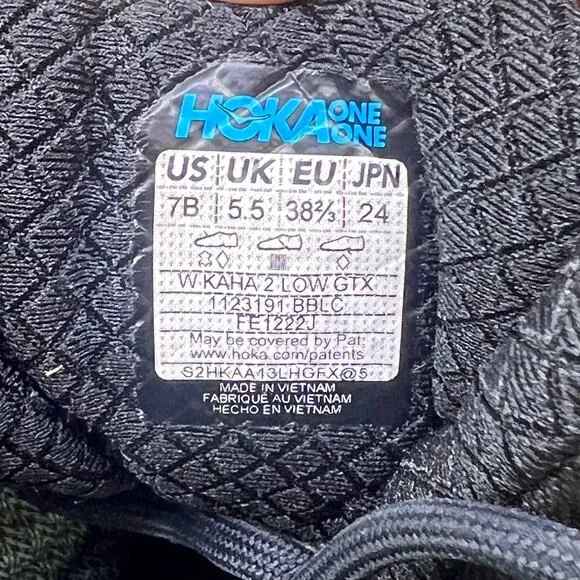 HOKA ONE ONE
US UK EU JPN
7B 5.5 38⅔ 24
W KAHA 2 LOW GTX
1123191 BBLC
FE1222J
May be covered by Pat:
www.hoka.com/patents
S2HKAA13LHGFX@5
MADE IN VIETNAM
FABRIQUÉ AU VIETNAM
HECHO EN VIETNAM